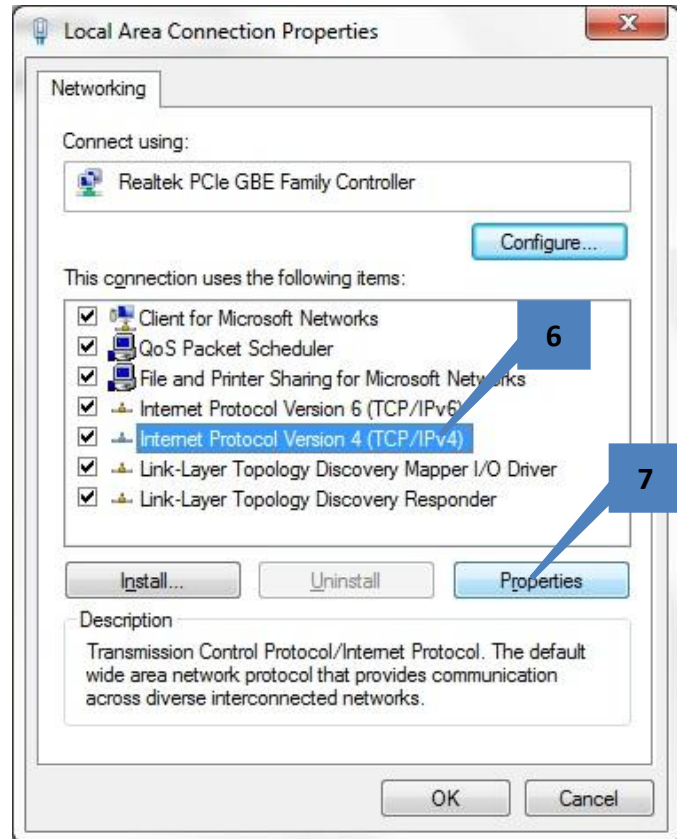 Local Area Connection Properties
X
Networking
Connect using:
Realtek PCIe GBE Family Controller
Configure...
This connection uses the following items:
Client for Microsoft Networks
6
QoS Packet Scheduler
File and Printer Sharing for Microsoft Networks
Internet Protocol Version 6 (TCP/IPv6)
Internet Protocol Version 4 (TCP/IPv4)
Link-Layer Topology Discovery Mapper I/O Driver
7
Link-Layer Topology Discovery Responder
Install...
Uninstall
Properties
Description
Transmission Control Protocol/Internet Protocol. The default
wide area network protocol that provides communication
across diverse interconnected networks.
OK
Cancel